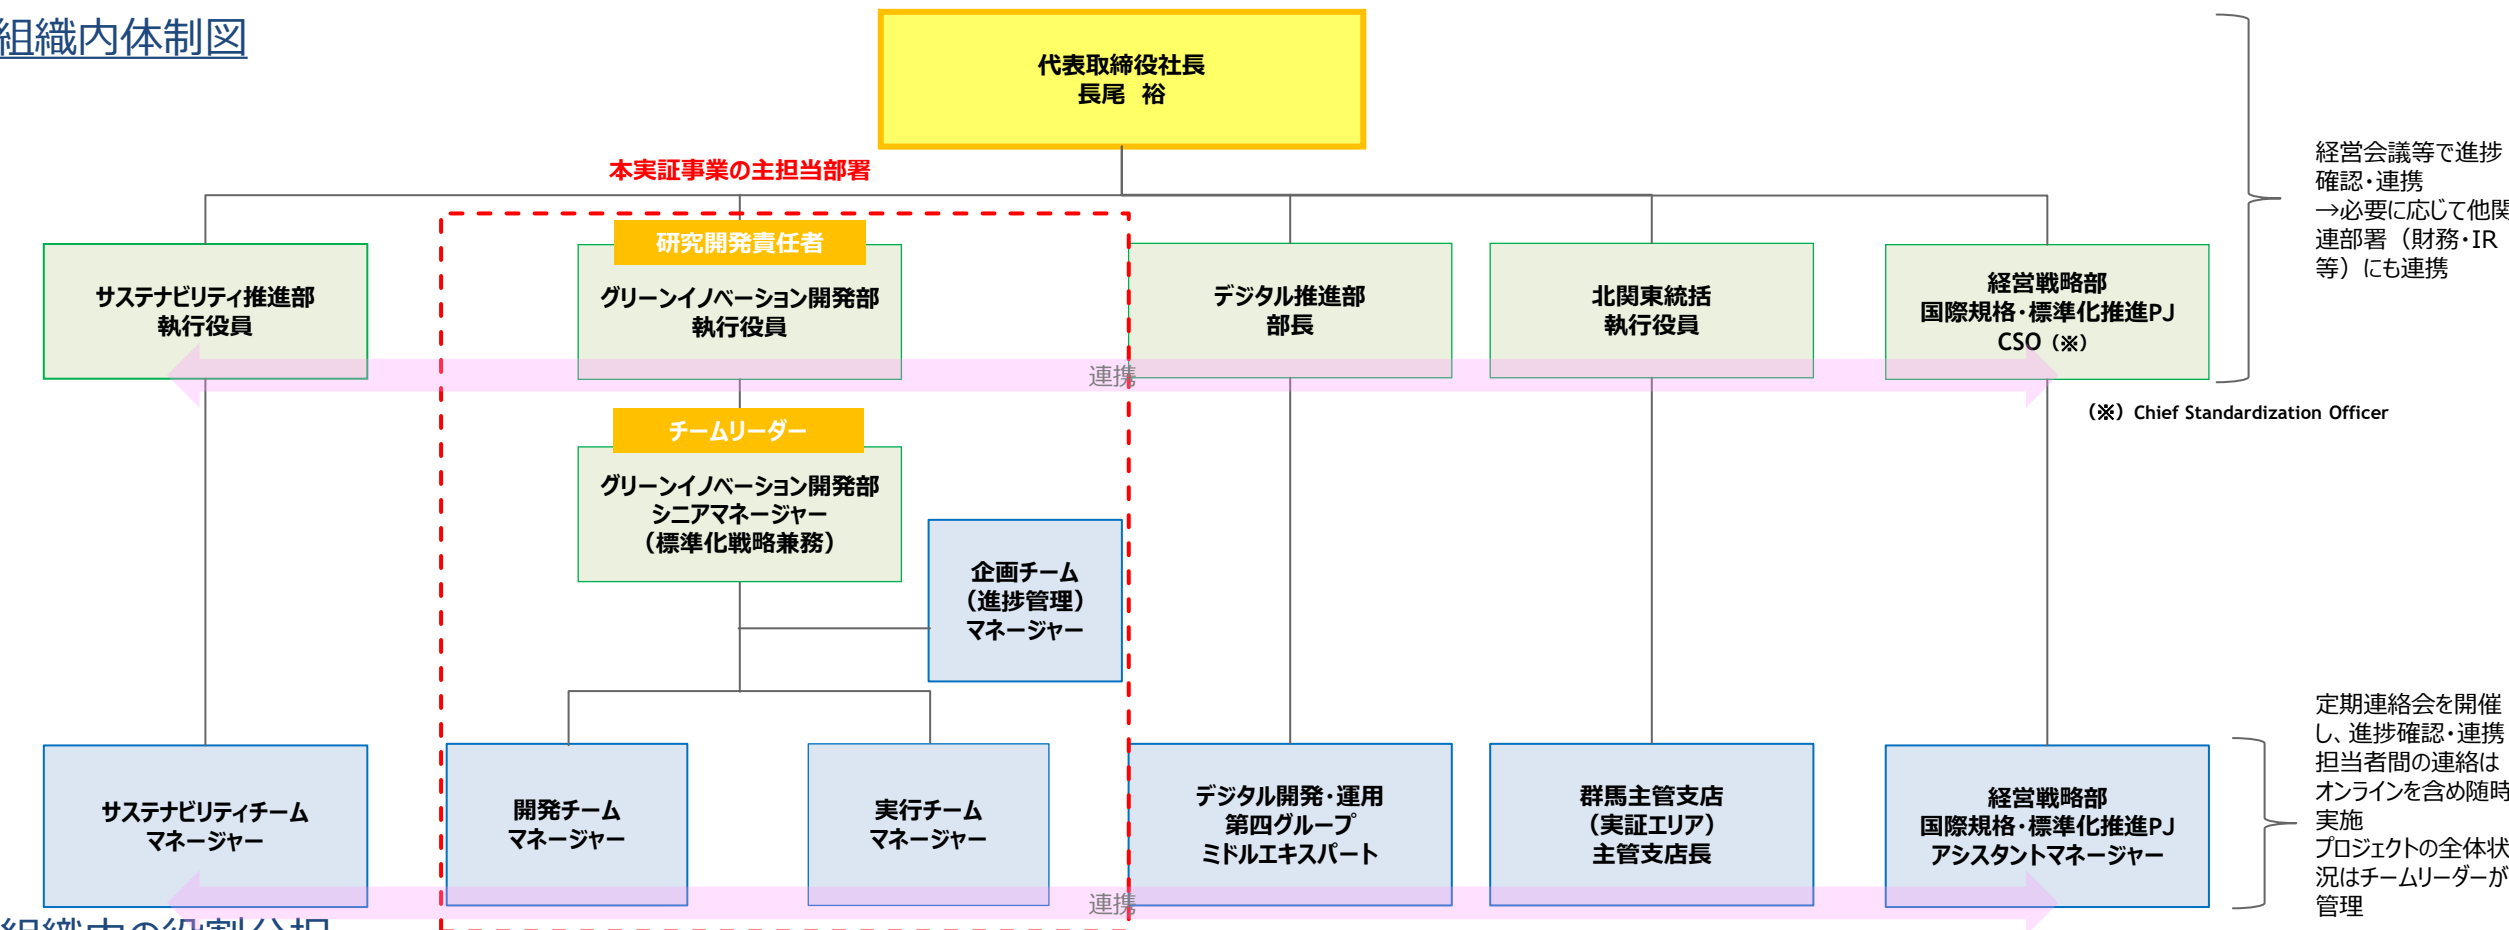 組織内体制図
代表取締役社長
長尾 裕
本実証事業の主担当部署
研究開発責任者
サステナビリティ推進部
執行役員
グリーンイノベーション開発部
執行役員
デジタル推進部
部長
北関東統括
執行役員
経営戦略部
国際規格・標準化推進PJ
CSO（※）
連携
（※）Chief Standardization Officer
経営会議等で進捗
確認・連携
→必要に応じて他関
連部署（財務・IR
等）にも連携
チームリーダー
グリーンイノベーション開発部
シニアマネージャー
（標準化戦略兼務）
企画チーム
（進捗管理）
マネージャー
サステナビリティチーム
マネージャー
開発チーム
マネージャー
実行チーム
マネージャー
デジタル開発・運用
第四グループ
ミドルエキスパート
群馬主管支店
（実証エリア）
主管支店長
経営戦略部
国際規格・標準化推進PJ
アシスタントマネージャー
連携
定期連絡会を開催
し、進捗確認・連携
担当者間の連絡は
オンラインを含め随時
実施
プロジェクトの全体状
況はチームリーダーが
管理
組織内の役割分担